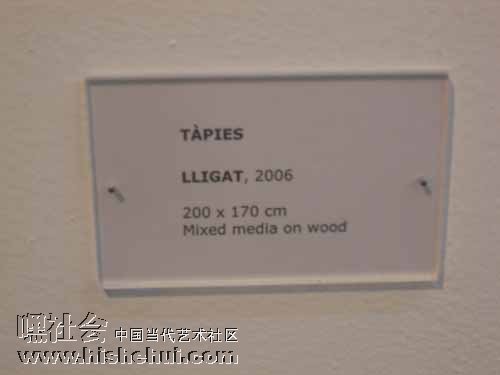 TÀPIES
LLIGAT, 2006
200 x 170 cm
Mixed media on wood
嘿社会 中国当代艺术社区
www.hishehui.com